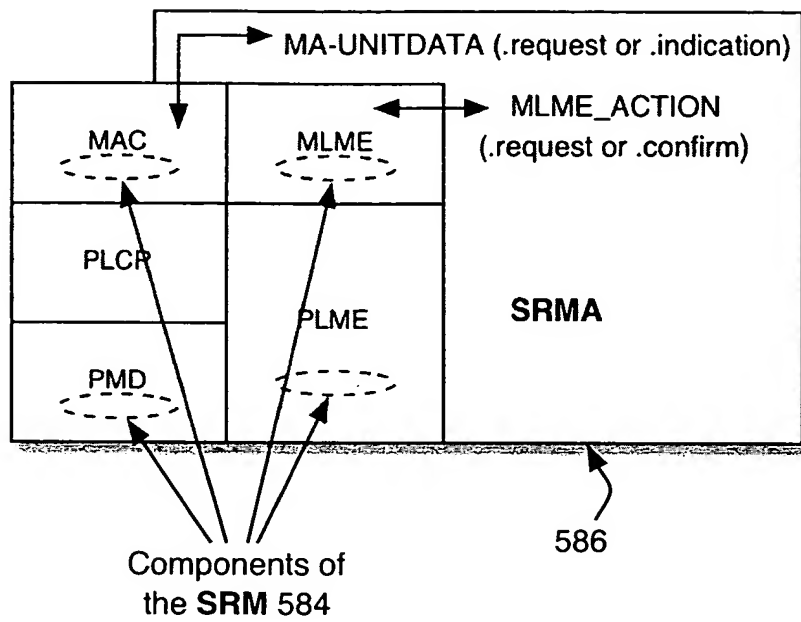 MA-UNITDATA (.request or .indication)
MAC
MLME
MLME_ACTION
(.request or .confirm)
PLCP
PLME
SRMA
PMD
586
Components of
the SRM 584